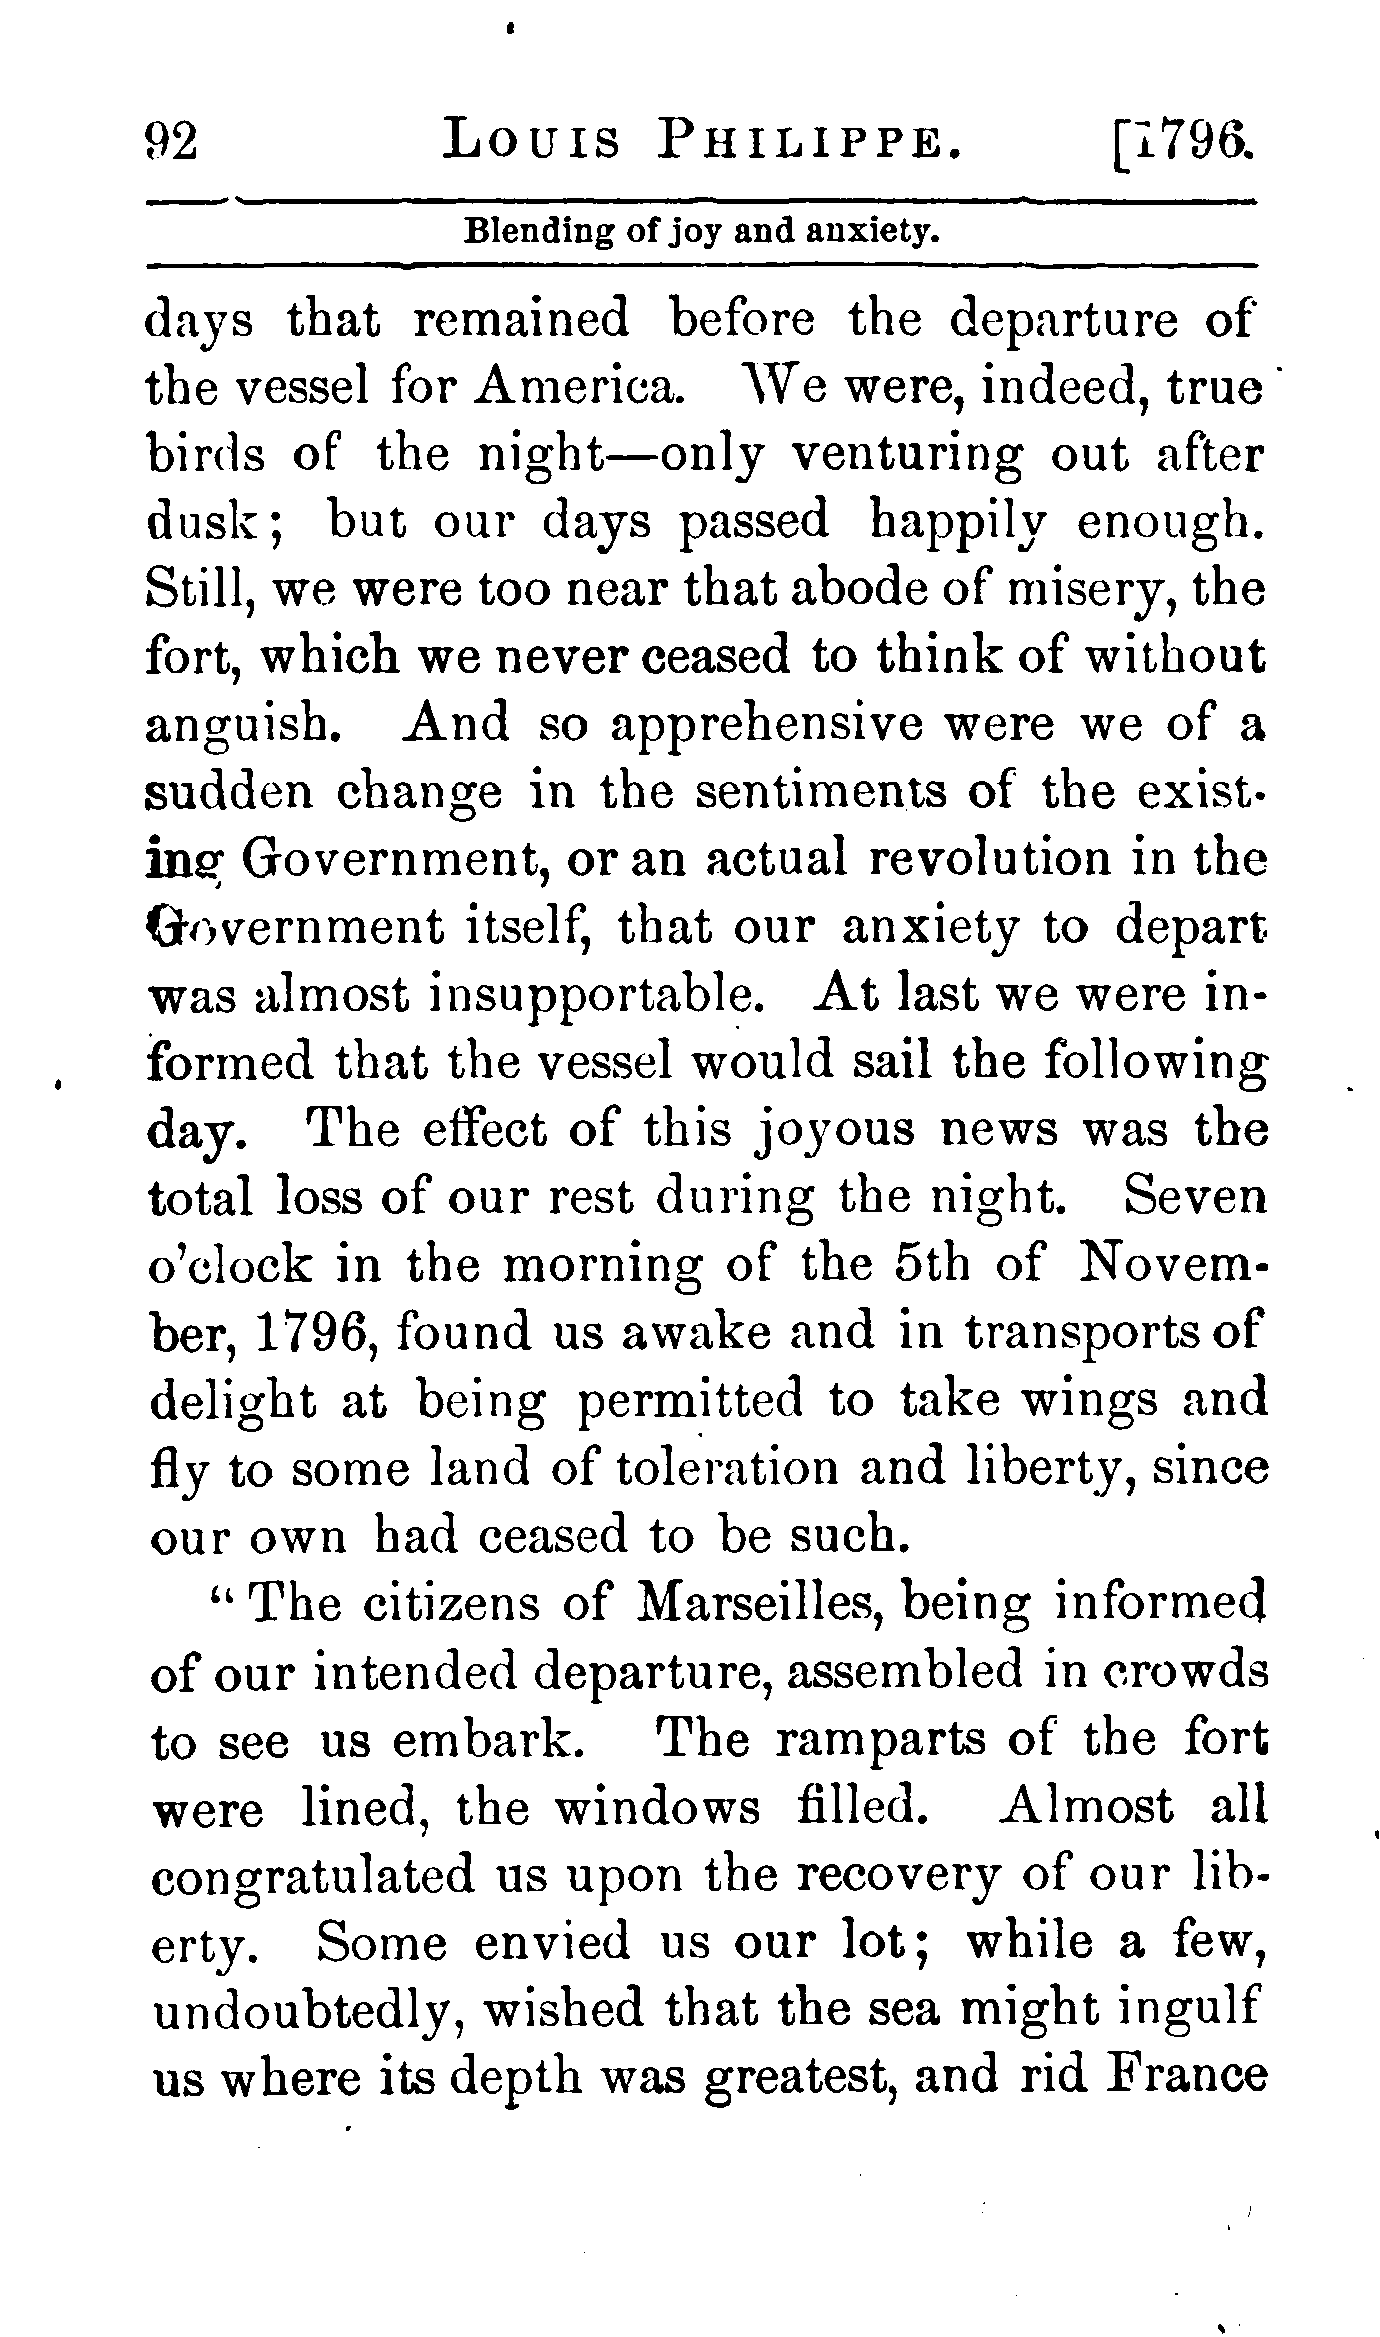 92 LOUIS PHILIPPE. [1796.
Blending of joy and anxiety.
days that remained before the departure of
the vessel for America. We were, indeed, true
birds of the night—only venturing out after
dusk; but our days passed happily enough.
Still, we were too near that abode of misery, the
fort, which we never ceased to think of without
anguish. And so apprehensive were we of a
sudden change in the sentiments of the exist-
ing Government, or an actual revolution in the
Government itself, that our anxiety to depart
was almost insupportable. At last we were in-
formed that the vessel would sail the following
day. The effect of this joyous news was the
total loss of our rest during the night. Seven
o'clock in the morning of the 5th of Novem-
ber, 1796, found us awake and in transports of
delight at being permitted to take wings and
fly to some land of toleration and liberty, since
our own had ceased to be such.
“The citizens of Marseilles, being informed
of our intended departure, assembled in crowds
to see us embark. The ramparts of the fort
were lined, the windows filled. Almost all
congratulated us upon the recovery of our lib-
erty. Some envied us our lot; while a few,
undoubtedly, wished that the sea might ingulf
us where its depth was greatest, and rid France